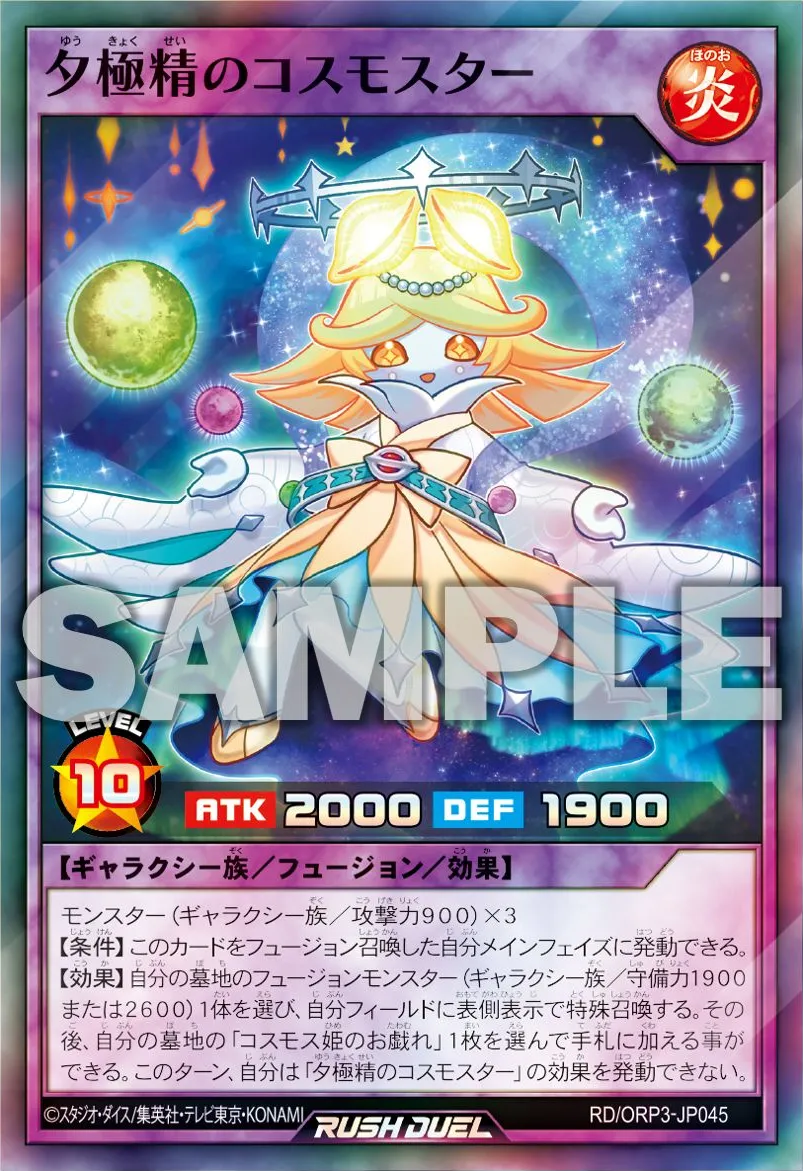 夕極精のコスモスター
ゆう きょく せい
ほのお
炎
SAMPLE
LEVEL
10
ATK 2000 DEF 1900
【ギャラクシー族／フュージョン／効果】
モンスター（ギャラクシー族／攻撃力900）×3
【条件】このカードをフュージョン召喚した自分メインフェイズに発動できる。
【効果】自分の墓地のフュージョンモンスター（ギャラクシー族／守備力1900
または2600）1体を選び、自分フィールドに表側表示で特殊召喚する。その
後、自分の墓地の「コスモス姫のお戯れ」1枚を選んで手札に加える事が
できる。このターン、自分は「夕極精のコスモスター」の効果を発動できない。
©スタジオ・ダイス/集英社・テレビ東京・KONAMI
RUSH DUEL
RD/ORP3-JP045